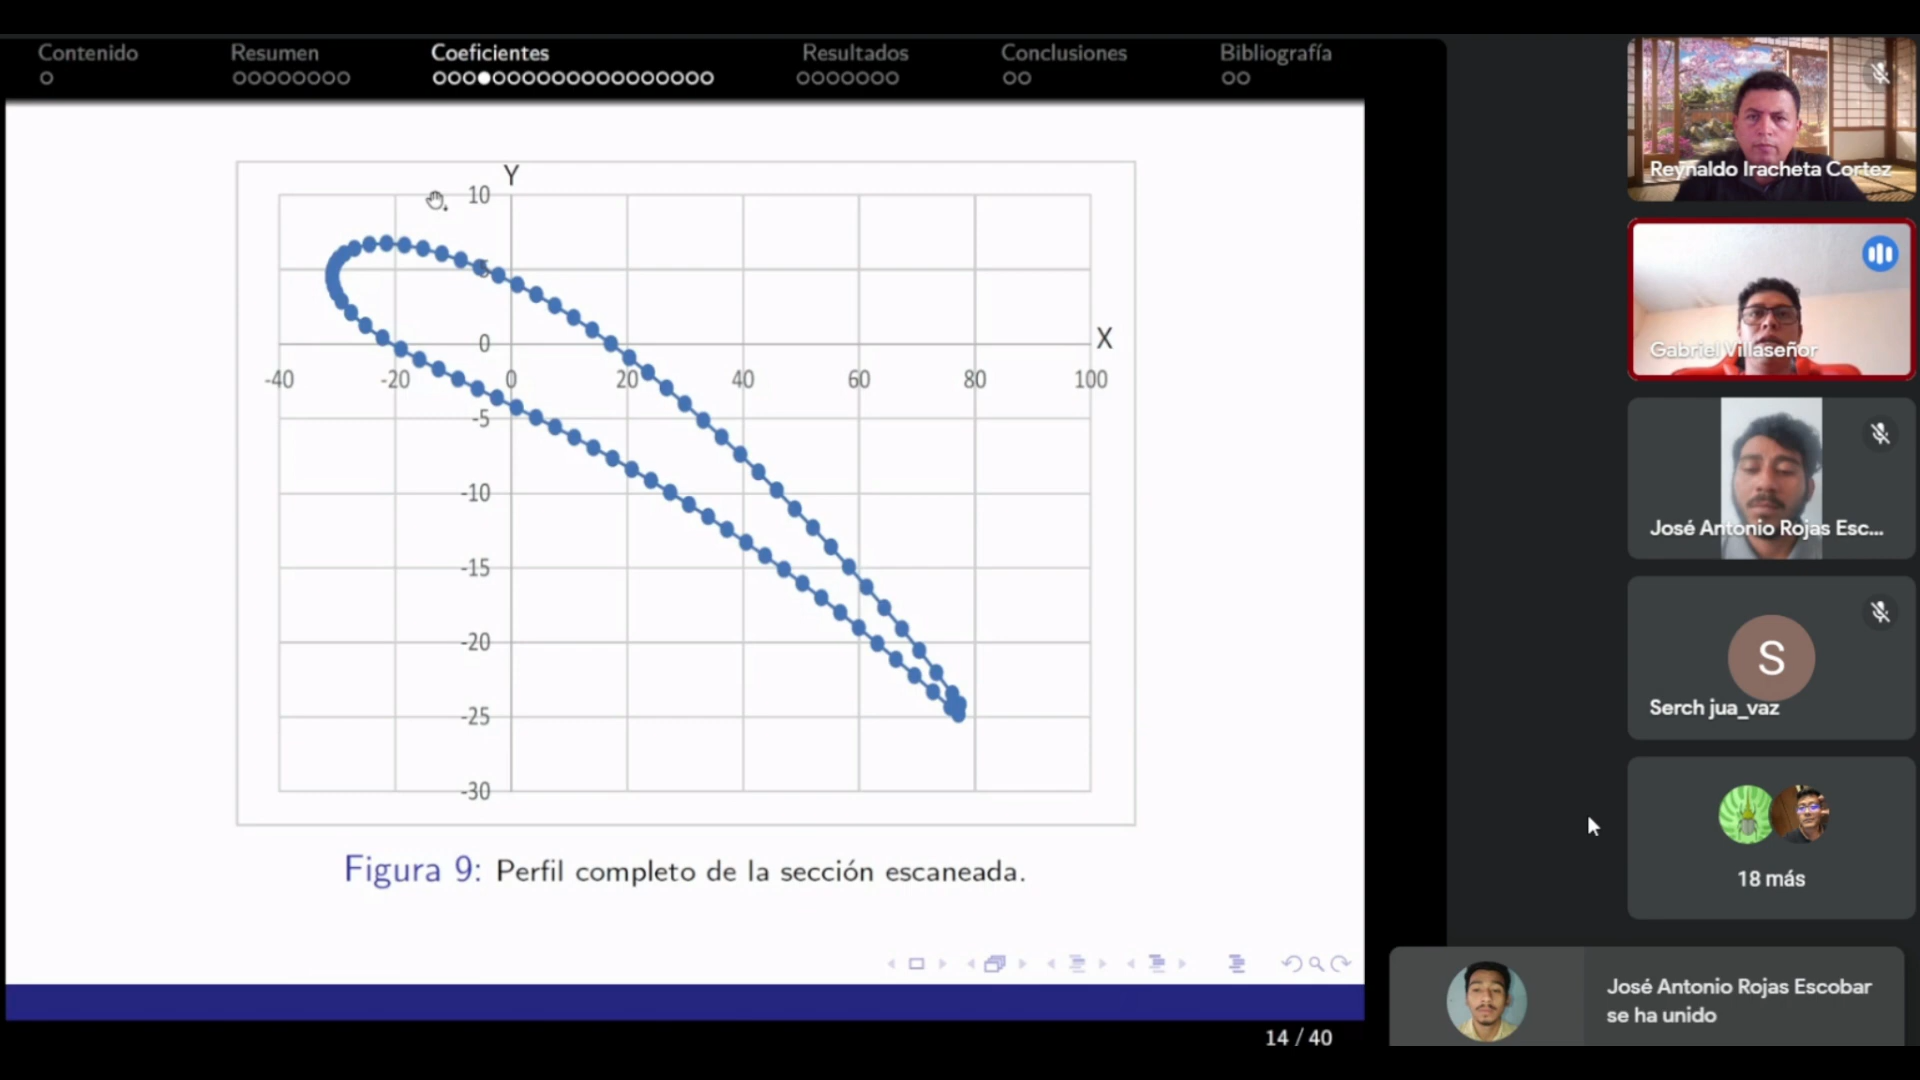 Contenido Resumen Coeficientes Resultados Conclusiones Bibliografía
Y
10
5
0
X
-40 -20 0 20 40 60 80 100
-5
-10
-15
-20
-25
-30
Figura 9: Perfil completo de la sección escaneada.
14 / 40
Reynaldo Iracheta Cortez
Gabriel Villaseñor
José Antonio Rojas Esc...
S
Serch jua_vaz
18 más
José Antonio Rojas Escobar
se ha unido